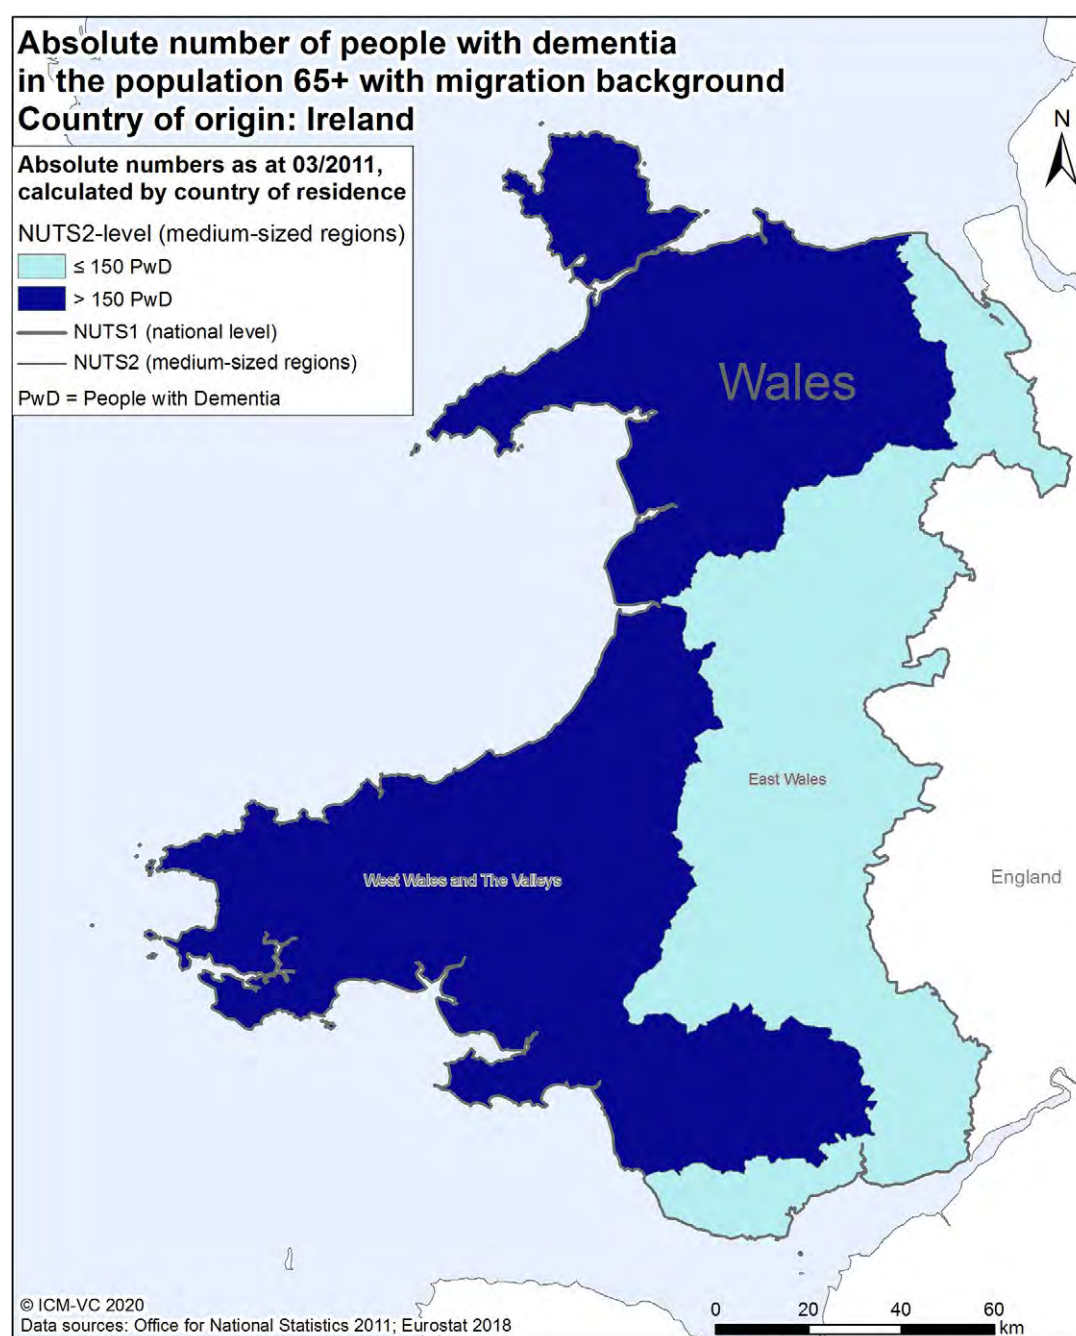 Absolute number of people with dementia
in the population 65+ with migration background
Country of origin: Ireland
Absolute numbers as at 03/2011,
calculated by country of residence
NUTS2-level (medium-sized regions)
≤ 150 PwD
> 150 PwD
NUTS1 (national level)
NUTS2 (medium-sized regions)
PwD = People with Dementia
N
Wales
East Wales
West Wales and The Valleys
England
© ICM-VC 2020
Data sources: Office for National Statistics 2011; Eurostat 2018
0 20 40 60
km